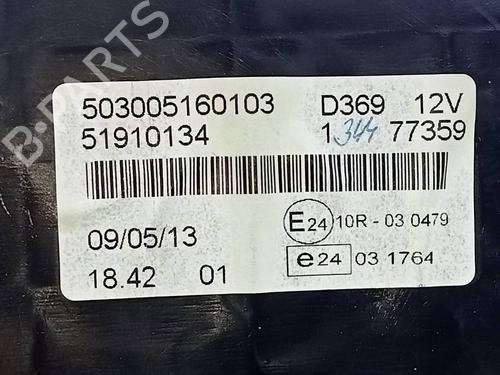 B-PARTS
503005160103 D369 12V
51910134 1 344 77359
E24 10R - 03 0479
09/05/13
e24 03 1764
18.42 01